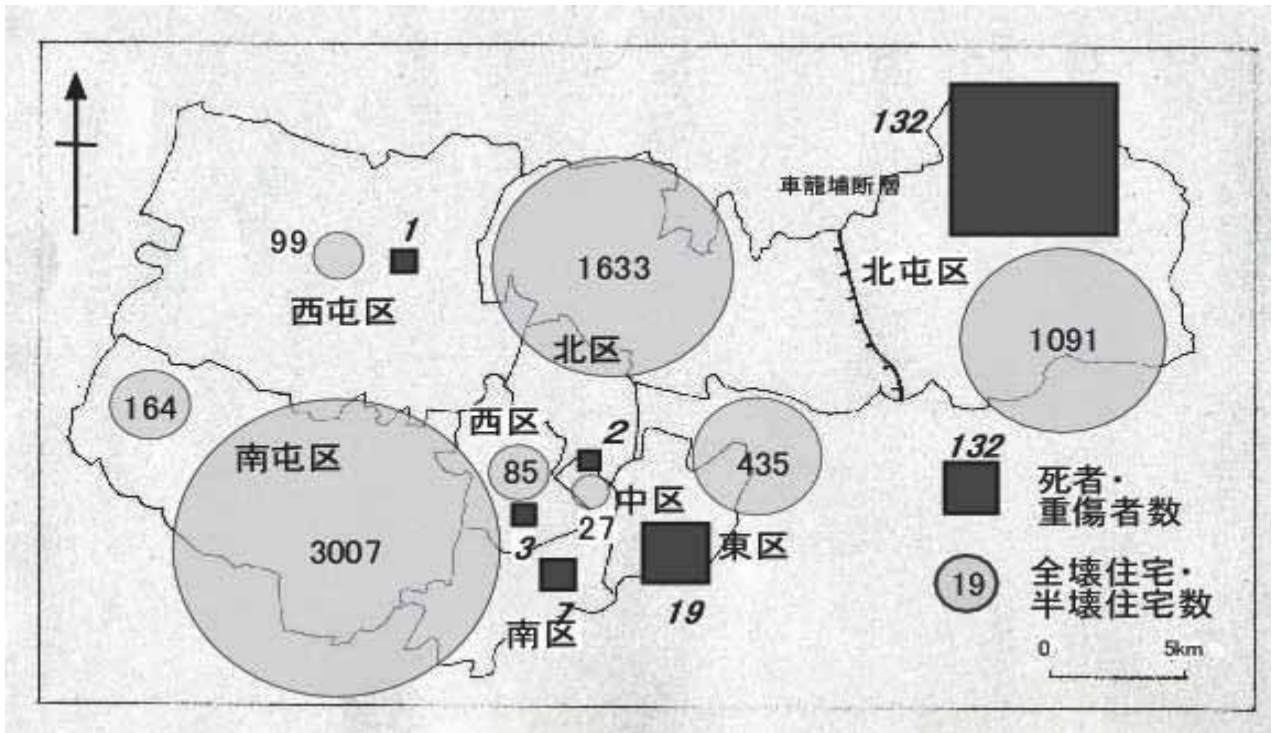 132
車籠埔断層
1
99
1633
北屯区
西屯区
1091
北区
164
西区
2
南屯区
85
435
132
死者・
重傷者数
中区
27
3
3007
東区
19
全壊住宅・
半壊住宅数
7
19
南区
0 5km